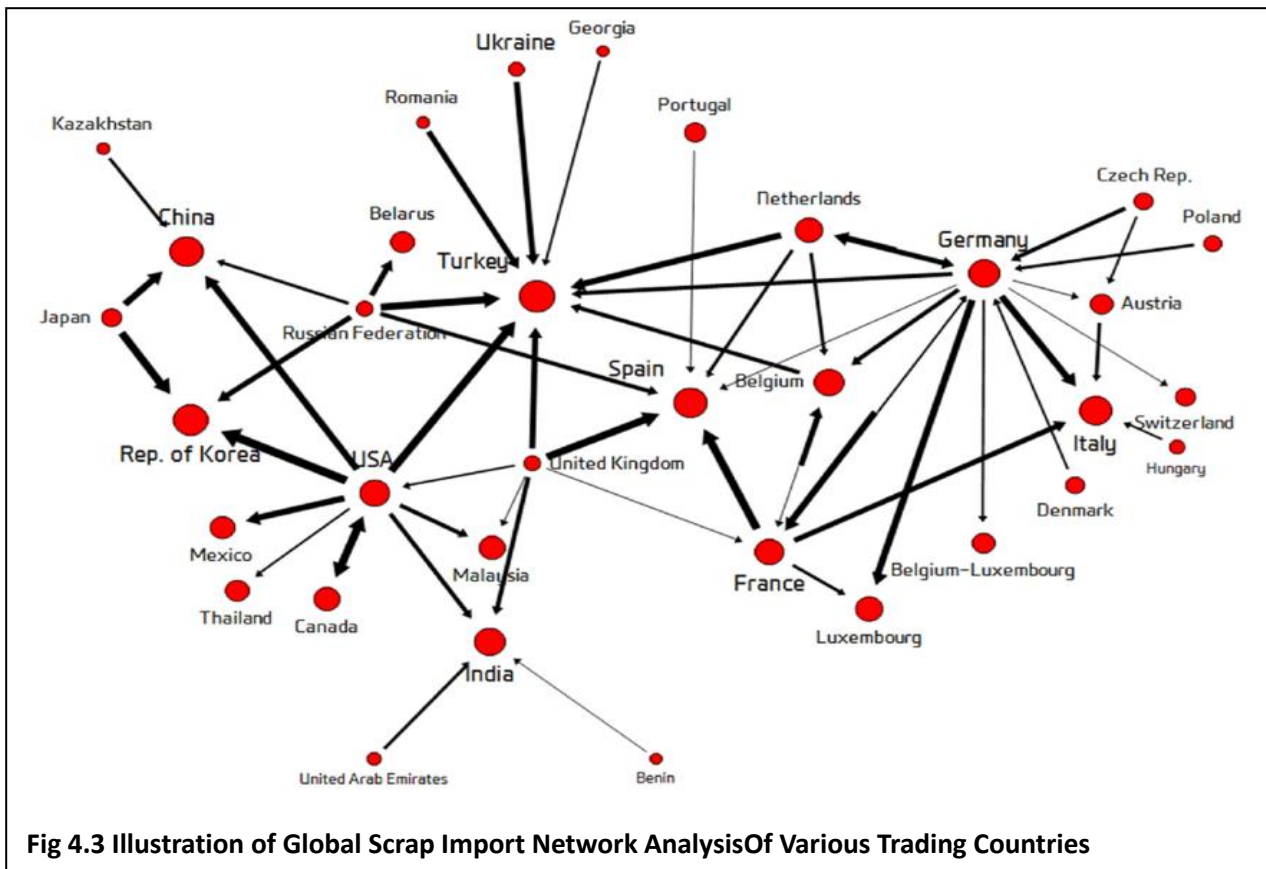 Georgia
Ukraine
Romania
Portugal
Kazakhstan
Czech Rep.
Netherlands
Belarus
China
Poland
Germany
Turkey
Austria
Japan
Russian Federation
Spain
Belgium
Switzerland
Italy
Rep. of Korea
USA
United Kingdom
Hungary
Denmark
Mexico
Malaysia
Belgium-Luxembourg
France
Thailand
Canada
Luxembourg
India
United Arab Emirates
Benin
Fig 4.3 Illustration of Global Scrap Import Network AnalysisOf Various Trading Countries